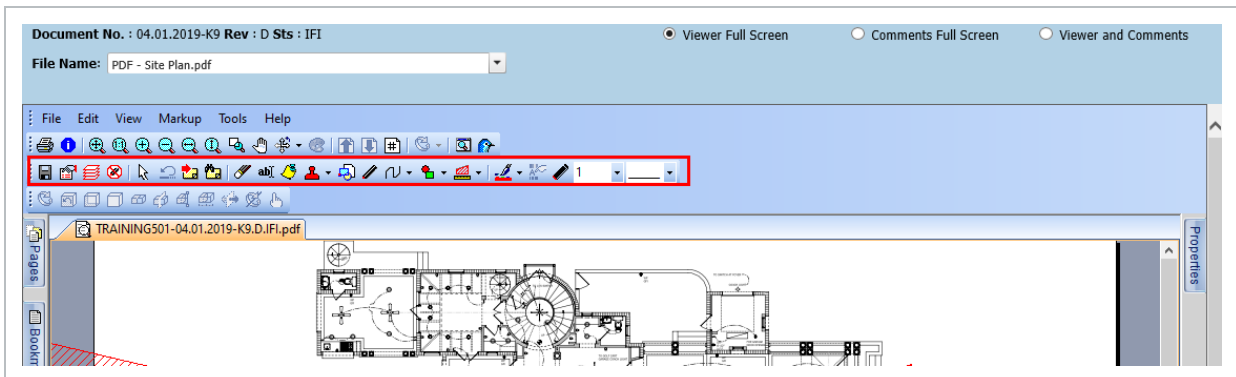 Document No. : 04.01.2019-K9 Rev : D Sts : IFI
Viewer Full Screen Comments Full Screen Viewer and Comments
File Name: PDF - Site Plan.pdf
File Edit View Markup Tools Help
abI 1
TRAINING501-04.01.2019-K9.D.IFI.pdf
Pages
Properties